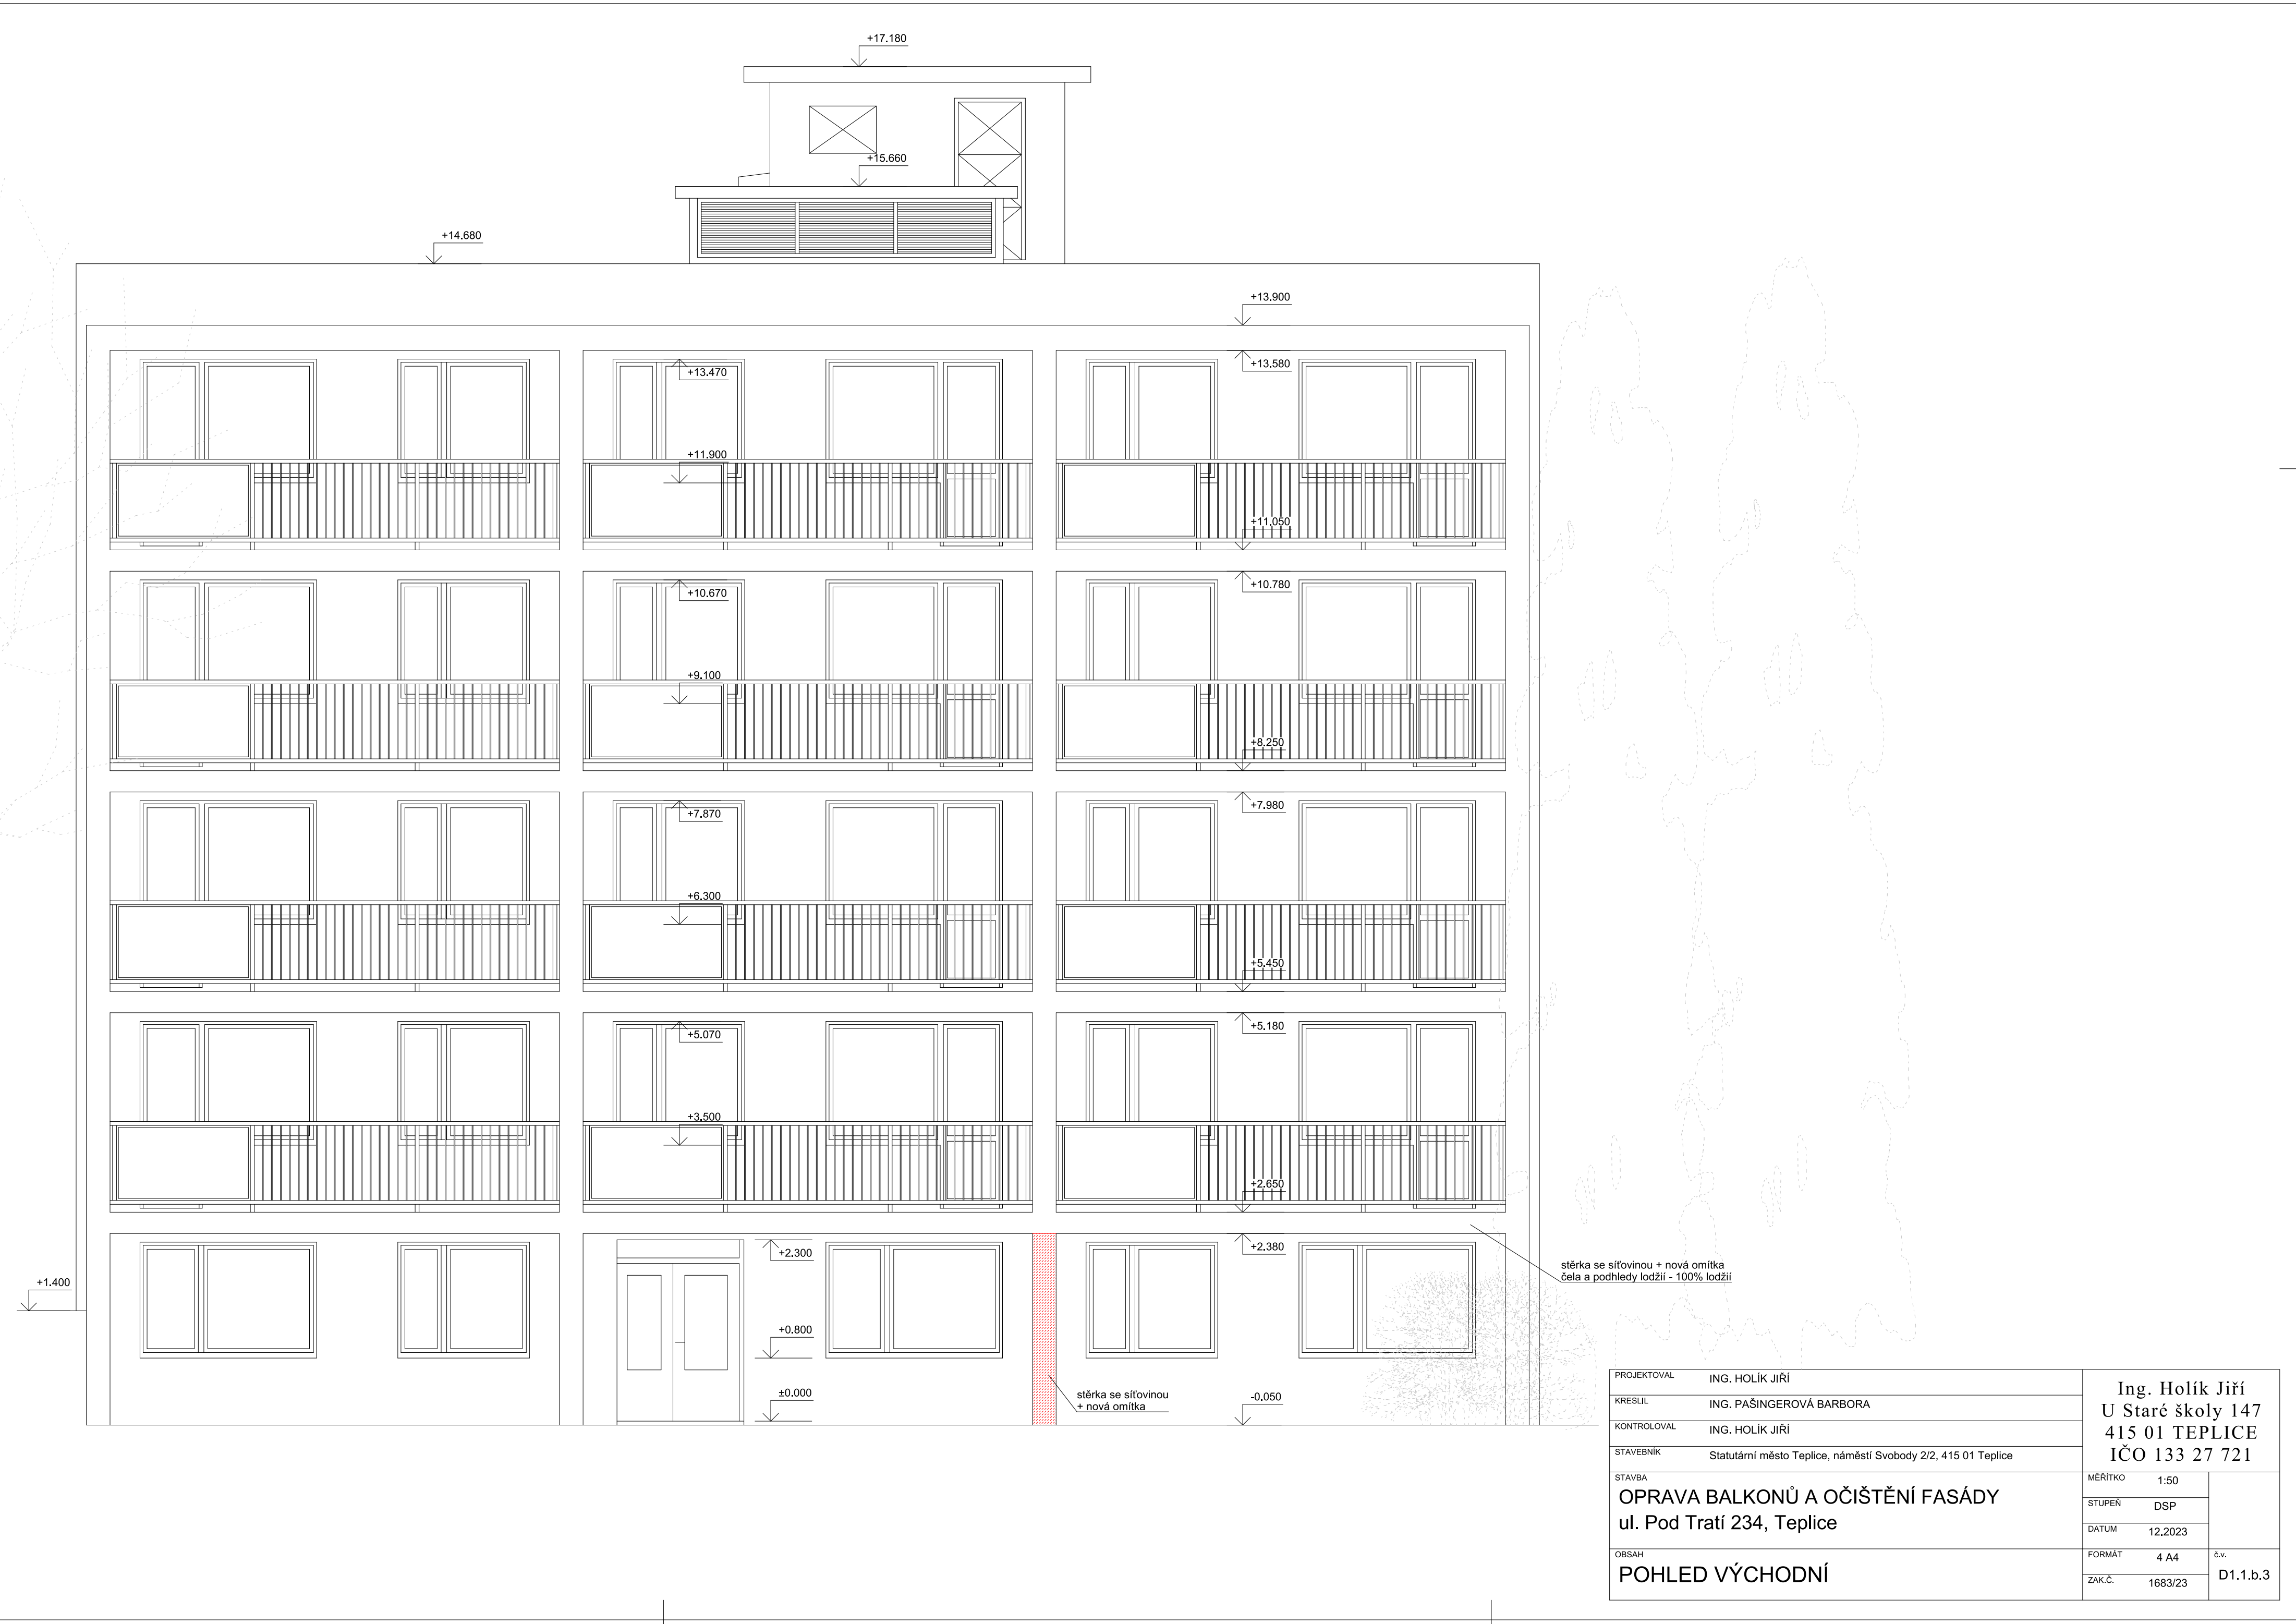 +17,180
+15,660
+14,680
+13,900
+13,470
+13,580
+11,900
+11,050
+10,670
+10,780
+9,100
+8,250
+7,870
+7,980
+6,300
+5,450
+5,070
+5,180
+3,500
+2,650
+2,300
+2,380
stěrka se síťovinou + nová omítka
čela a podhledy lodžií - 100% lodžií
+1,400
+0,800
±0,000
stěrka se síťovinou
+ nová omítka
-0,050
PROJEKTOVAL ING. HOLÍK JIŘÍ
KRESLIL ING. PAŠINGEROVÁ BARBORA
KONTROLOVAL ING. HOLÍK JIŘÍ
STAVEBNÍK Statutární město Teplice, náměstí Svobody 2/2, 415 01 Teplice
Ing. Holík Jiří
U Staré školy 147
415 01 TEPLICE
IČO 133 27 721
STAVBA
OPRAVA BALKONŮ A OČIŠTĚNÍ FASÁDY
ul. Pod Tratí 234, Teplice
MĚŘÍTKO 1:50
STUPEŇ DSP
DATUM 12.2023
OBSAH
POHLED VÝCHODNÍ
FORMÁT 4 A4
ZAK.Č. 1683/23
č.v.
D1.1.b.3